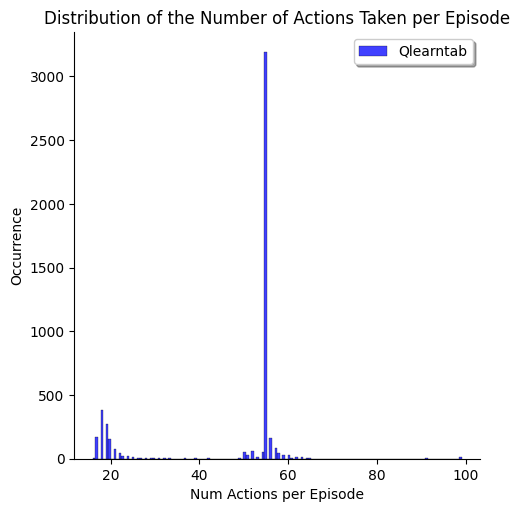 Distribution of the Number of Actions Taken per Episode
Qlearntab
3000
2500
2000
1500
1000
500
0
Occurrence
20 40 60 80 100
Num Actions per Episode